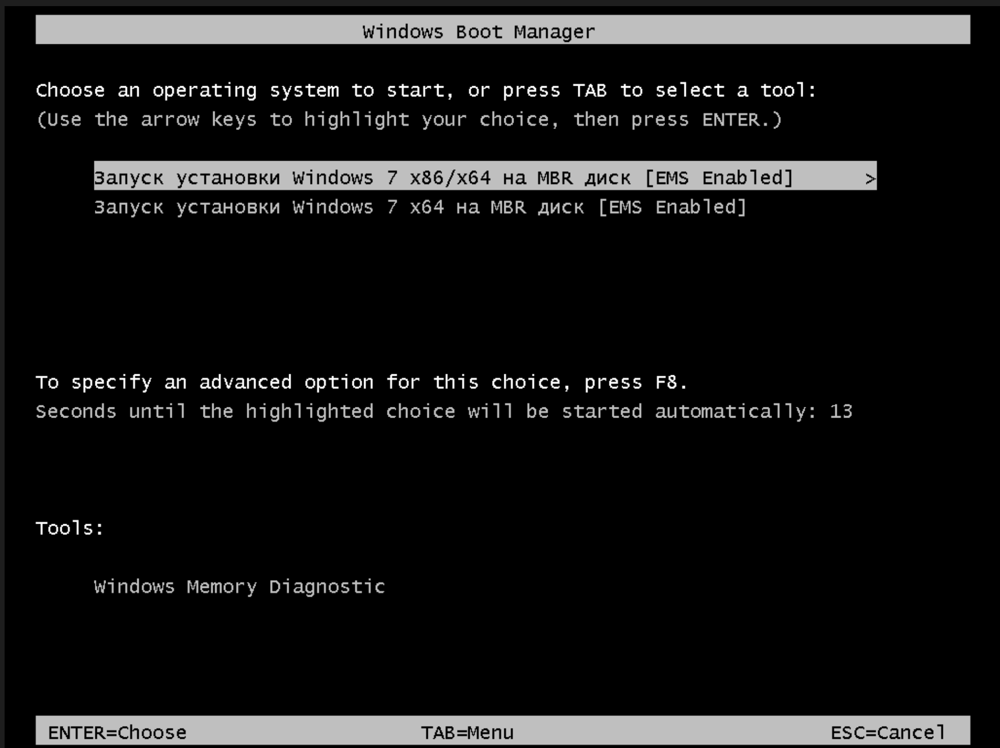 Windows Boot Manager
Choose an operating system to start, or press TAB to select a tool:
(Use the arrow keys to highlight your choice, then press ENTER.)
Запуск установки Windows 7 x86/x64 на MBR диск [EMS Enabled] >
Запуск установки Windows 7 x64 на MBR диск [EMS Enabled]
To specify an advanced option for this choice, press F8.
Seconds until the highlighted choice will be started automatically: 13
Tools:
Windows Memory Diagnostic
ENTER=Choose TAB=Menu ESC=Cancel